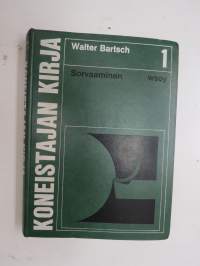 KONEISTAJAN KIRJA
Walter Bartsch
1
Sorvaaminen
wsoy